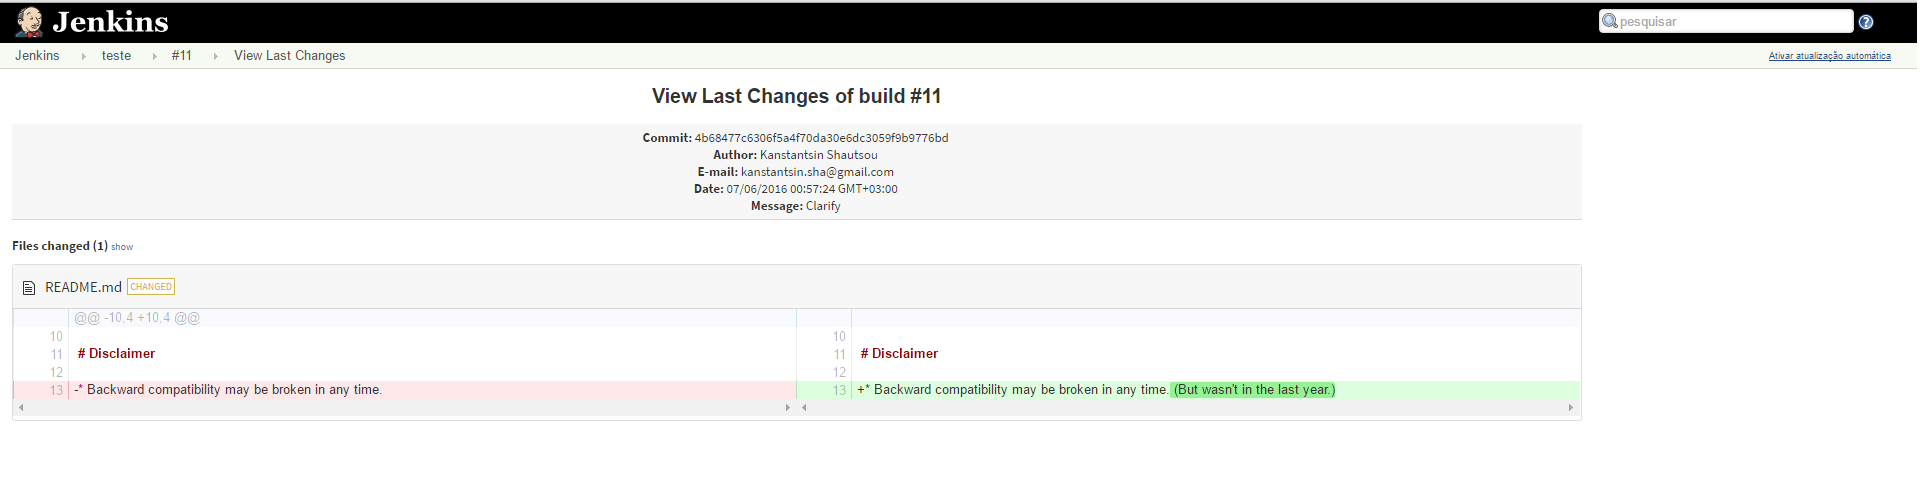 Jenkins
pesquisar
?
Jenkins teste #11 View Last Changes
Ativar atualização automática
View Last Changes of build #11
Commit: 4b68477c6306f5a4f70da30e6dc3059f9b9776bd
Author: Kanstantsin Shautsou
E-mail: kanstantsin.sha@gmail.com
Date: 07/06/2016 00:57:24 GMT+03:00
Message: Clarify
Files changed (1) show
README.md CHANGED
@@ -10,4 +10,4 @@
10 10
11 # Disclaimer 11 # Disclaimer
12 12
13 -* Backward compatibility may be broken in any time. 13 +* Backward compatibility may be broken in any time. (But wasn't in the last year.)